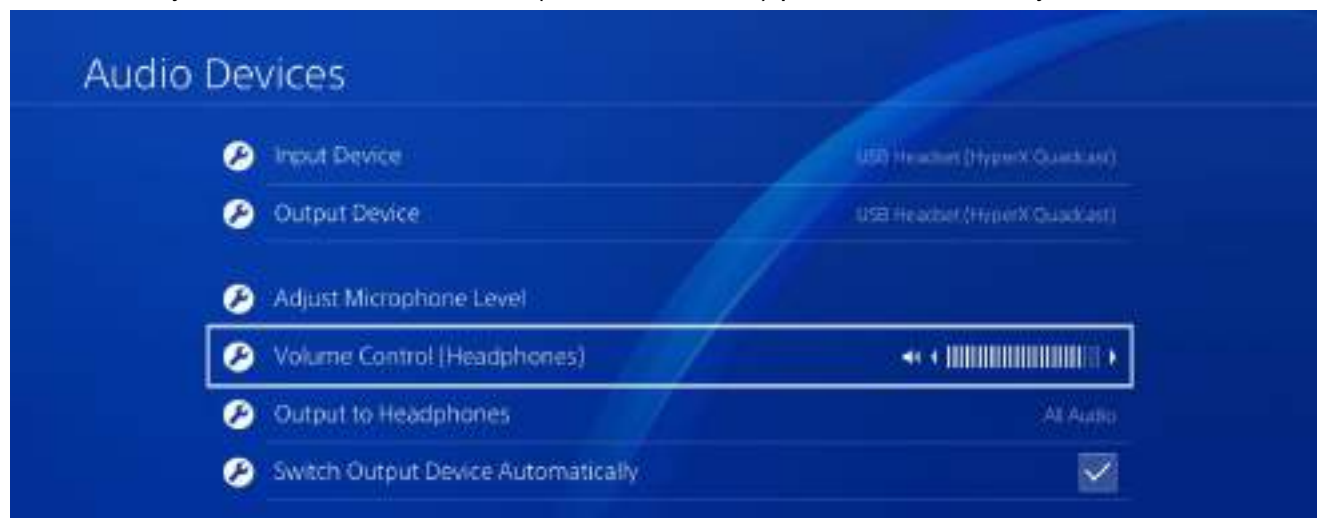 Audio Devices
Input Device USB Headset (HyperX Quadcast)
Output Device USB Headset (HyperX Quadcast)
Adjust Microphone Level
Volume Control (Headphones)
Output to Headphones All Audio
Switch Output Device Automatically